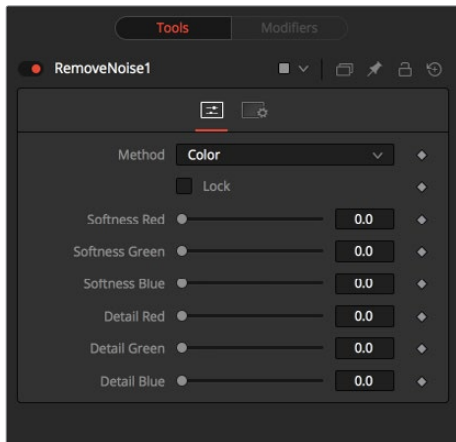 Tools Modifiers
RemoveNoise1
Method Color
Lock
Softness Red 0.0
Softness Green 0.0
Softness Blue 0.0
Detail Red 0.0
Detail Green 0.0
Detail Blue 0.0